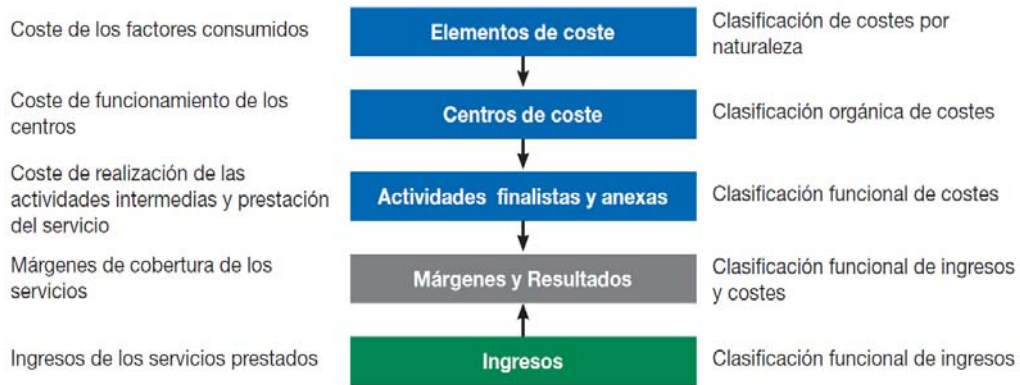 Coste de los factores consumidos
Elementos de coste
Clasificación de costes por
naturaleza
Coste de funcionamiento de los
centros
Centros de coste
Clasificación orgánica de costes
Coste de realización de las
actividades intermedias y prestación
del servicio
Actividades finalistas y anexas
Clasificación funcional de costes
Márgenes de cobertura de los
servicios
Márgenes y Resultados
Clasificación funcional de ingresos
y costes
Ingresos de los servicios prestados
Ingresos
Clasificación funcional de ingresos